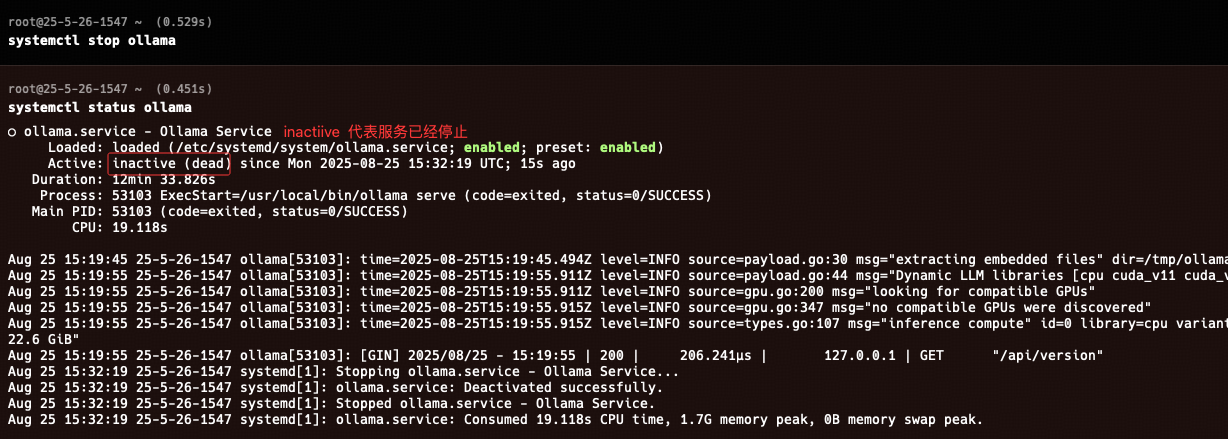 root@25-5-26-1547 ~ (0.529s)
systemctl stop ollama
root@25-5-26-1547 ~ (0.451s)
systemctl status ollama
○ ollama.service - Ollama Service inactiive 代表服务已经停止
Loaded: loaded (/etc/systemd/system/ollama.service; enabled; preset: enabled)
Active: inactive (dead) since Mon 2025-08-25 15:32:19 UTC; 15s ago
Duration: 12min 33.826s
Process: 53103 ExecStart=/usr/local/bin/ollama serve (code=exited, status=0/SUCCESS)
Main PID: 53103 (code=exited, status=0/SUCCESS)
CPU: 19.118s
Aug 25 15:19:45 25-5-26-1547 ollama[53103]: time=2025-08-25T15:19:45.494Z level=INFO source=payload.go:30 msg="extracting embedded files" dir=/tmp/ollama
Aug 25 15:19:55 25-5-26-1547 ollama[53103]: time=2025-08-25T15:19:55.911Z level=INFO source=payload.go:44 msg="Dynamic LLM libraries [cpu cuda_v11 cuda_v
Aug 25 15:19:55 25-5-26-1547 ollama[53103]: time=2025-08-25T15:19:55.911Z level=INFO source=gpu.go:200 msg="looking for compatible GPUs"
Aug 25 15:19:55 25-5-26-1547 ollama[53103]: time=2025-08-25T15:19:55.915Z level=INFO source=gpu.go:347 msg="no compatible GPUs were discovered"
Aug 25 15:19:55 25-5-26-1547 ollama[53103]: time=2025-08-25T15:19:55.915Z level=INFO source=types.go:107 msg="inference compute" id=0 library=cpu variant
22.6 GiB"
Aug 25 15:19:55 25-5-26-1547 ollama[53103]: [GIN] 2025/08/25 - 15:19:55 | 200 | 206.241µs | 127.0.0.1 | GET "/api/version"
Aug 25 15:32:19 25-5-26-1547 systemd[1]: Stopping ollama.service - Ollama Service...
Aug 25 15:32:19 25-5-26-1547 systemd[1]: ollama.service: Deactivated successfully.
Aug 25 15:32:19 25-5-26-1547 systemd[1]: Stopped ollama.service - Ollama Service.
Aug 25 15:32:19 25-5-26-1547 systemd[1]: ollama.service: Consumed 19.118s CPU time, 1.7G memory peak, 0B memory swap peak.